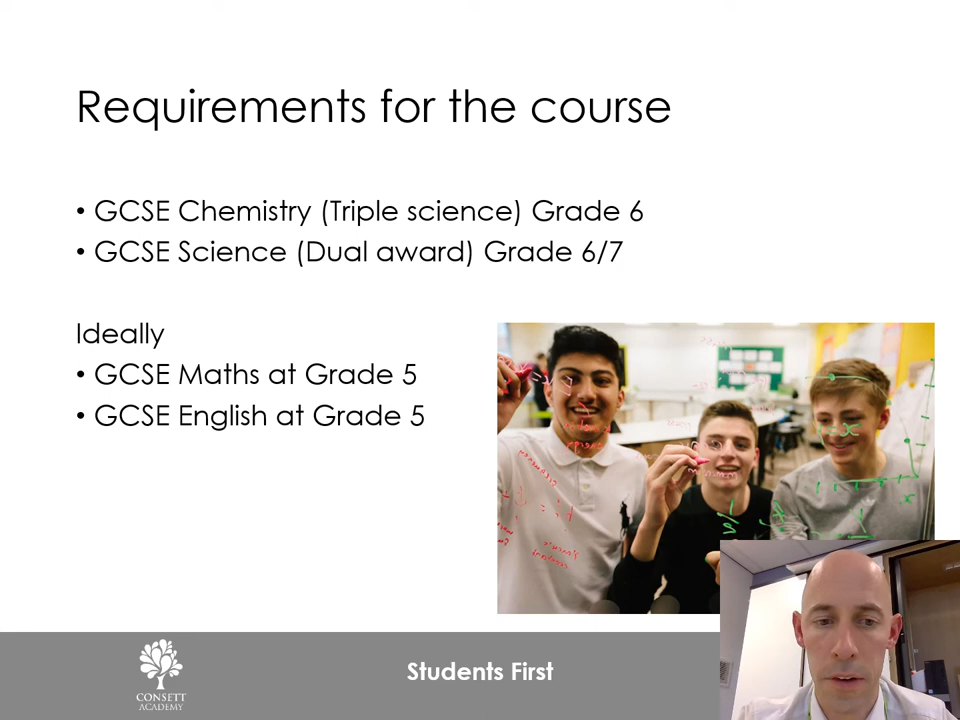 Requirements for the course
• GCSE Chemistry (Triple science) Grade 6
• GCSE Science (Dual award) Grade 6/7
Ideally
• GCSE Maths at Grade 5
• GCSE English at Grade 5
CONSETT
ACADEMY
Students First